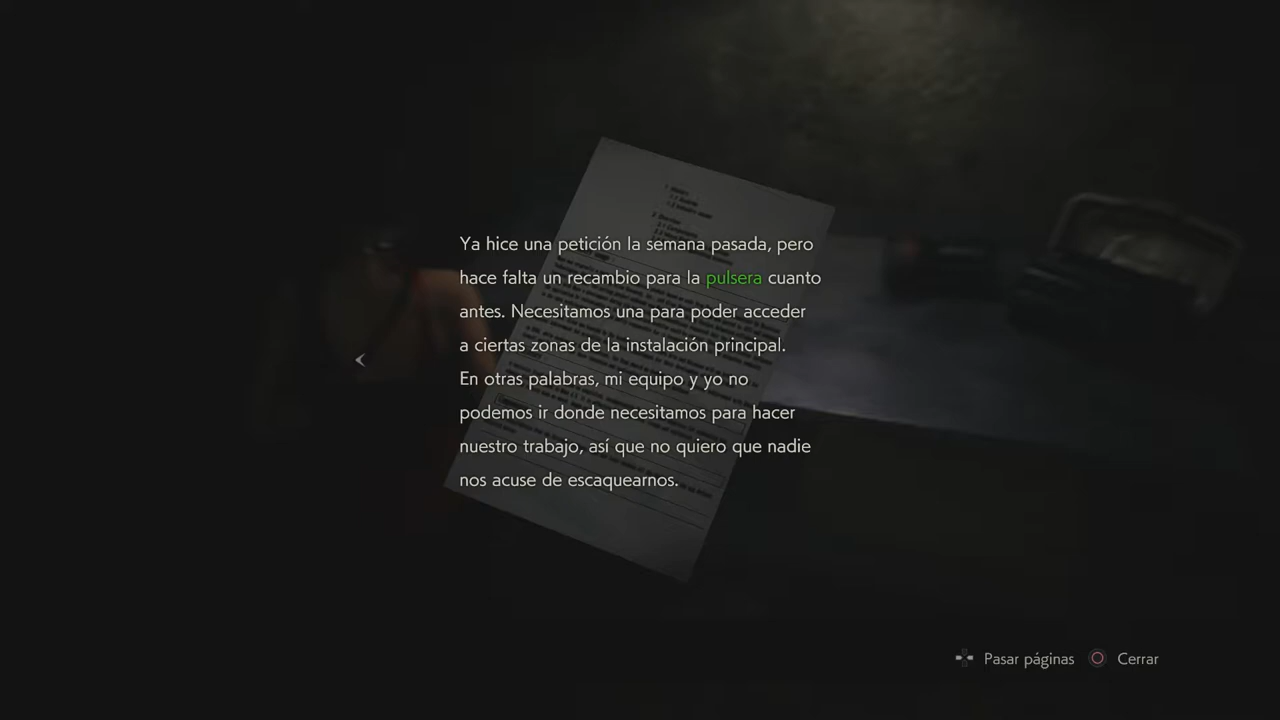 Ya hice una petición la semana pasada, pero
hace falta un recambio para la pulsera cuanto
antes. Necesitamos una para poder acceder
a ciertas zonas de la instalación principal.
En otras palabras, mi equipo y yo no
podemos ir donde necesitamos para hacer
nuestro trabajo, así que no quiero que nadie
nos acuse de escaquearnos.
Pasar páginas Cerrar